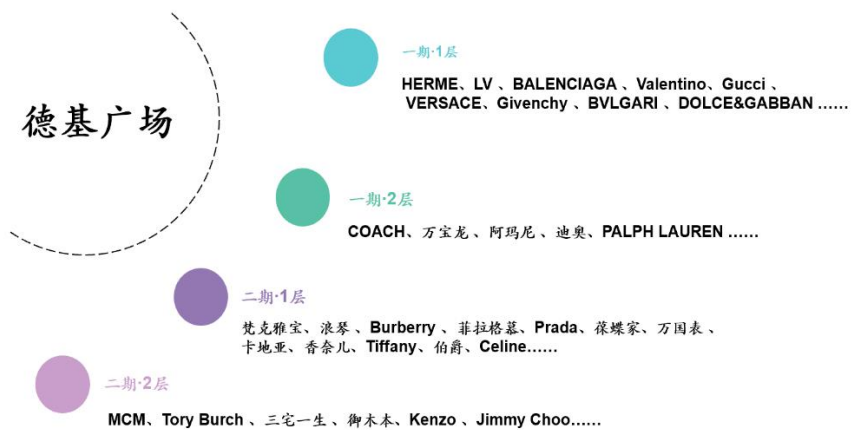 德基广场
一期·1层
HERME、LV 、BALENCIAGA 、Valentino、Gucci 、
VERSACE、Givenchy 、BVLGARI 、DOLCE&GABBAN ……
一期·2层
COACH、万宝龙 、阿玛尼 、迪奥、PALPH LAUREN ……
二期·1层
梵克雅宝、浪琴 、Burberry 、菲拉格慕、Prada、葆蝶家、万国表 、
卡地亚、香奈儿、Tiffany、伯爵、Celine……
二期·2层
MCM、Tory Burch 、三宅一生 、御木本、Kenzo 、Jimmy Choo……